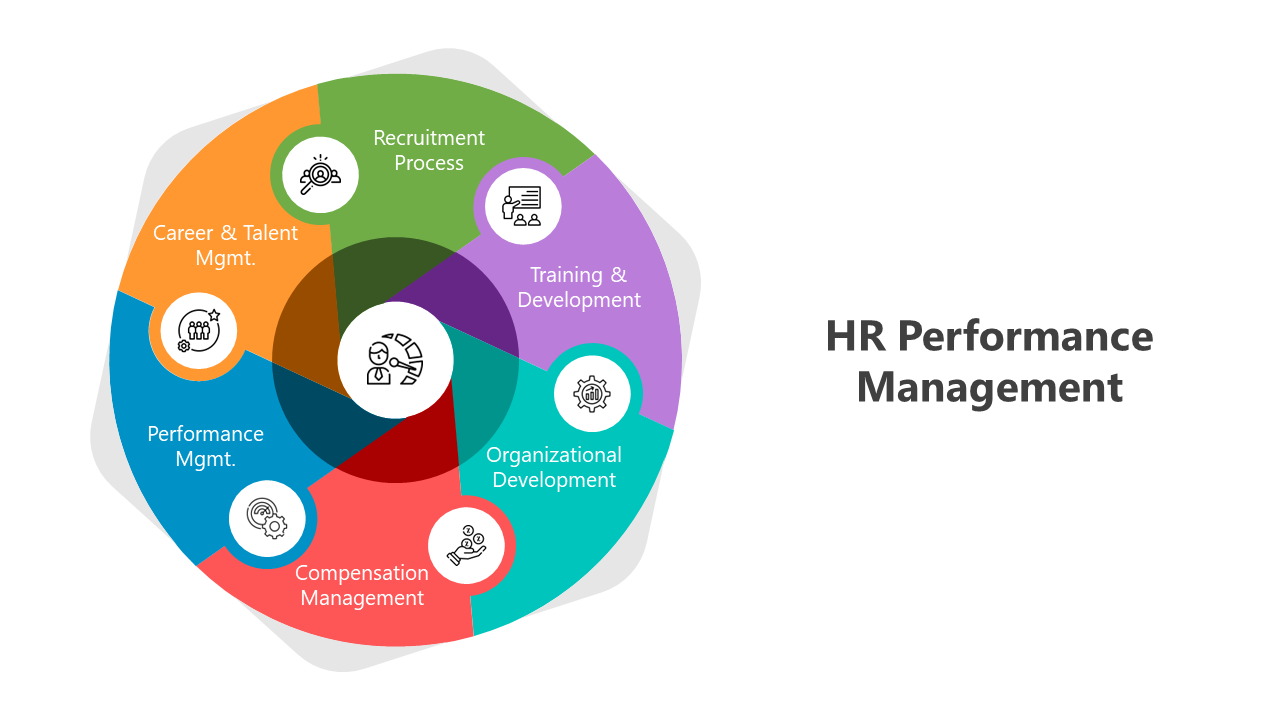 Recruitment
Process
Training &
Development
Organizational
Development
Compensation
Management
Performance
Mgmt.
Career & Talent
Mgmt.
HR Performance
Management